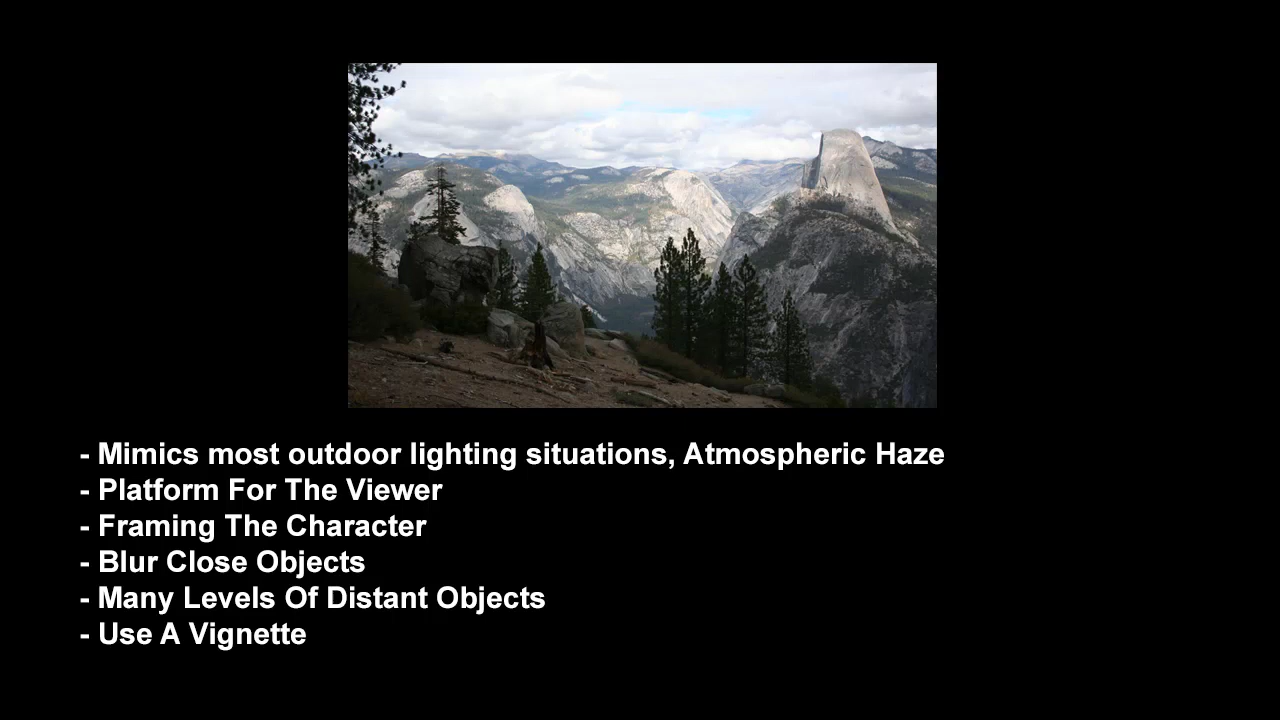 - Mimics most outdoor lighting situations, Atmospheric Haze
- Platform For The Viewer
- Framing The Character
- Blur Close Objects
- Many Levels Of Distant Objects
- Use A Vignette